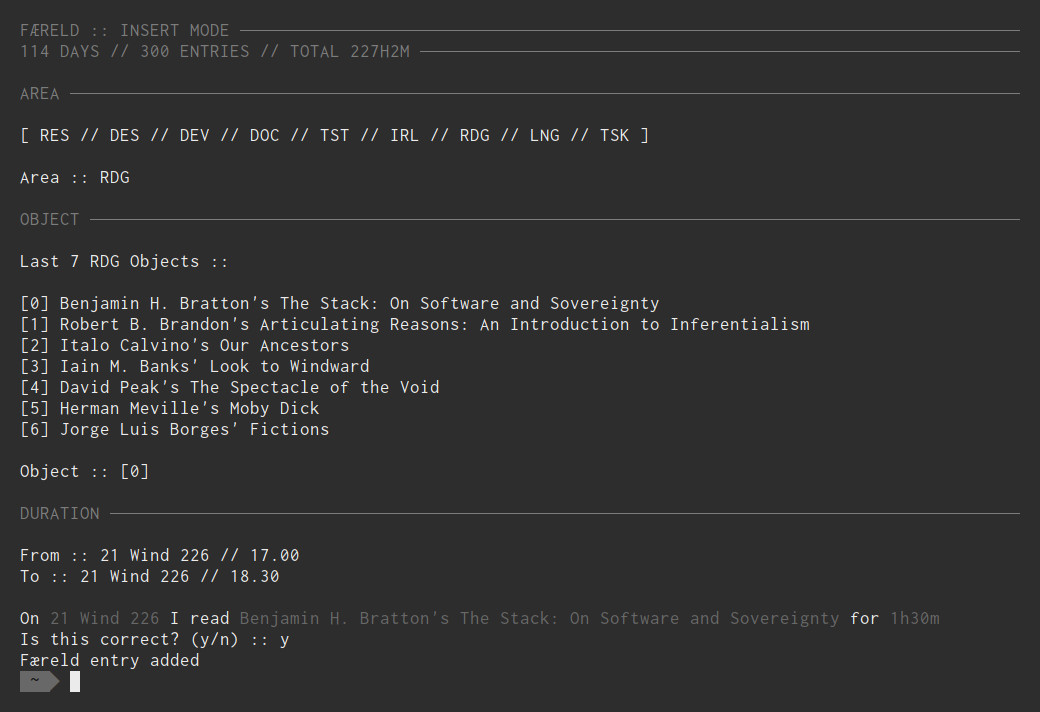 FÆRELD :: INSERT MODE
114 DAYS // 300 ENTRIES // TOTAL 227H2M
AREA
[ RES // DES // DEV // DOC // TST // IRL // RDG // LNG // TSK ]
Area :: RDG
OBJECT
Last 7 RDG Objects ::
[0] Benjamin H. Bratton's The Stack: On Software and Sovereignty
[1] Robert B. Brandon's Articulating Reasons: An Introduction to Inferentialism
[2] Italo Calvino's Our Ancestors
[3] Iain M. Banks' Look to Windward
[4] David Peak's The Spectacle of the Void
[5] Herman Meville's Moby Dick
[6] Jorge Luis Borges' Fictions
Object :: [0]
DURATION
From :: 21 Wind 226 // 17.00
To :: 21 Wind 226 // 18.30
On 21 Wind 226 I read Benjamin H. Bratton's The Stack: On Software and Sovereignty for 1h30m
Is this correct? (y/n) :: y
Færeld entry added
~